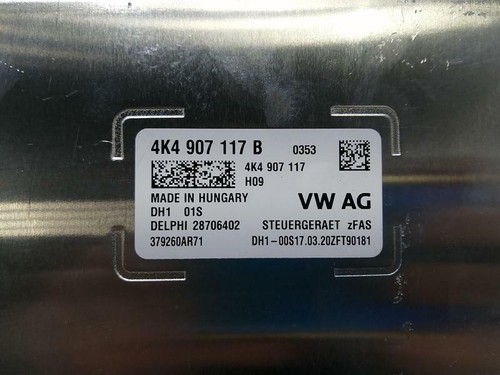 4K4 907 117 B 0353
4K4 907 117
H09
MADE IN HUNGARY
VW AG
DH1 01S
DELPHI 28706402 STEUERGERAET zFAS
379260AR71 DH1-00S17.03.20ZFT90181